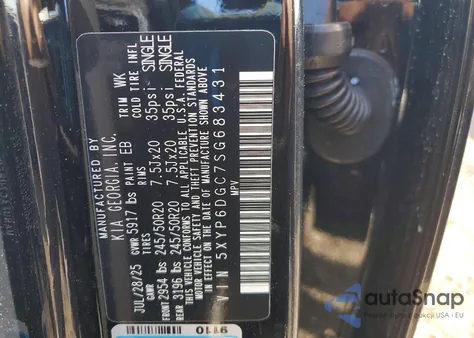 MANUFACTURED BY
KIA GEORGIA, INC.
JUL/28/25 GVWR 5917 lbs PAINT EB TRIM WK
GAWR TIRES RIMS COLD TIRE INFL
FRONT 2954 lbs 245/50R20 7.5Jx20 35psi SINGLE
REAR 3196 lbs 245/50R20 7.5Jx20 35psi SINGLE
THIS VEHICLE CONFORMS TO ALL APPLICABLE U.S.A. FEDERAL
MOTOR VEHICLE SAFETY AND THEFT PREVENTION STANDARDS
IN EFFECT ON THE DATE OF MANUFACTURE SHOWN ABOVE
VIN 5XYP6DGC7SG683431
MPV
autoSnap
Powered by AutoBidMaster